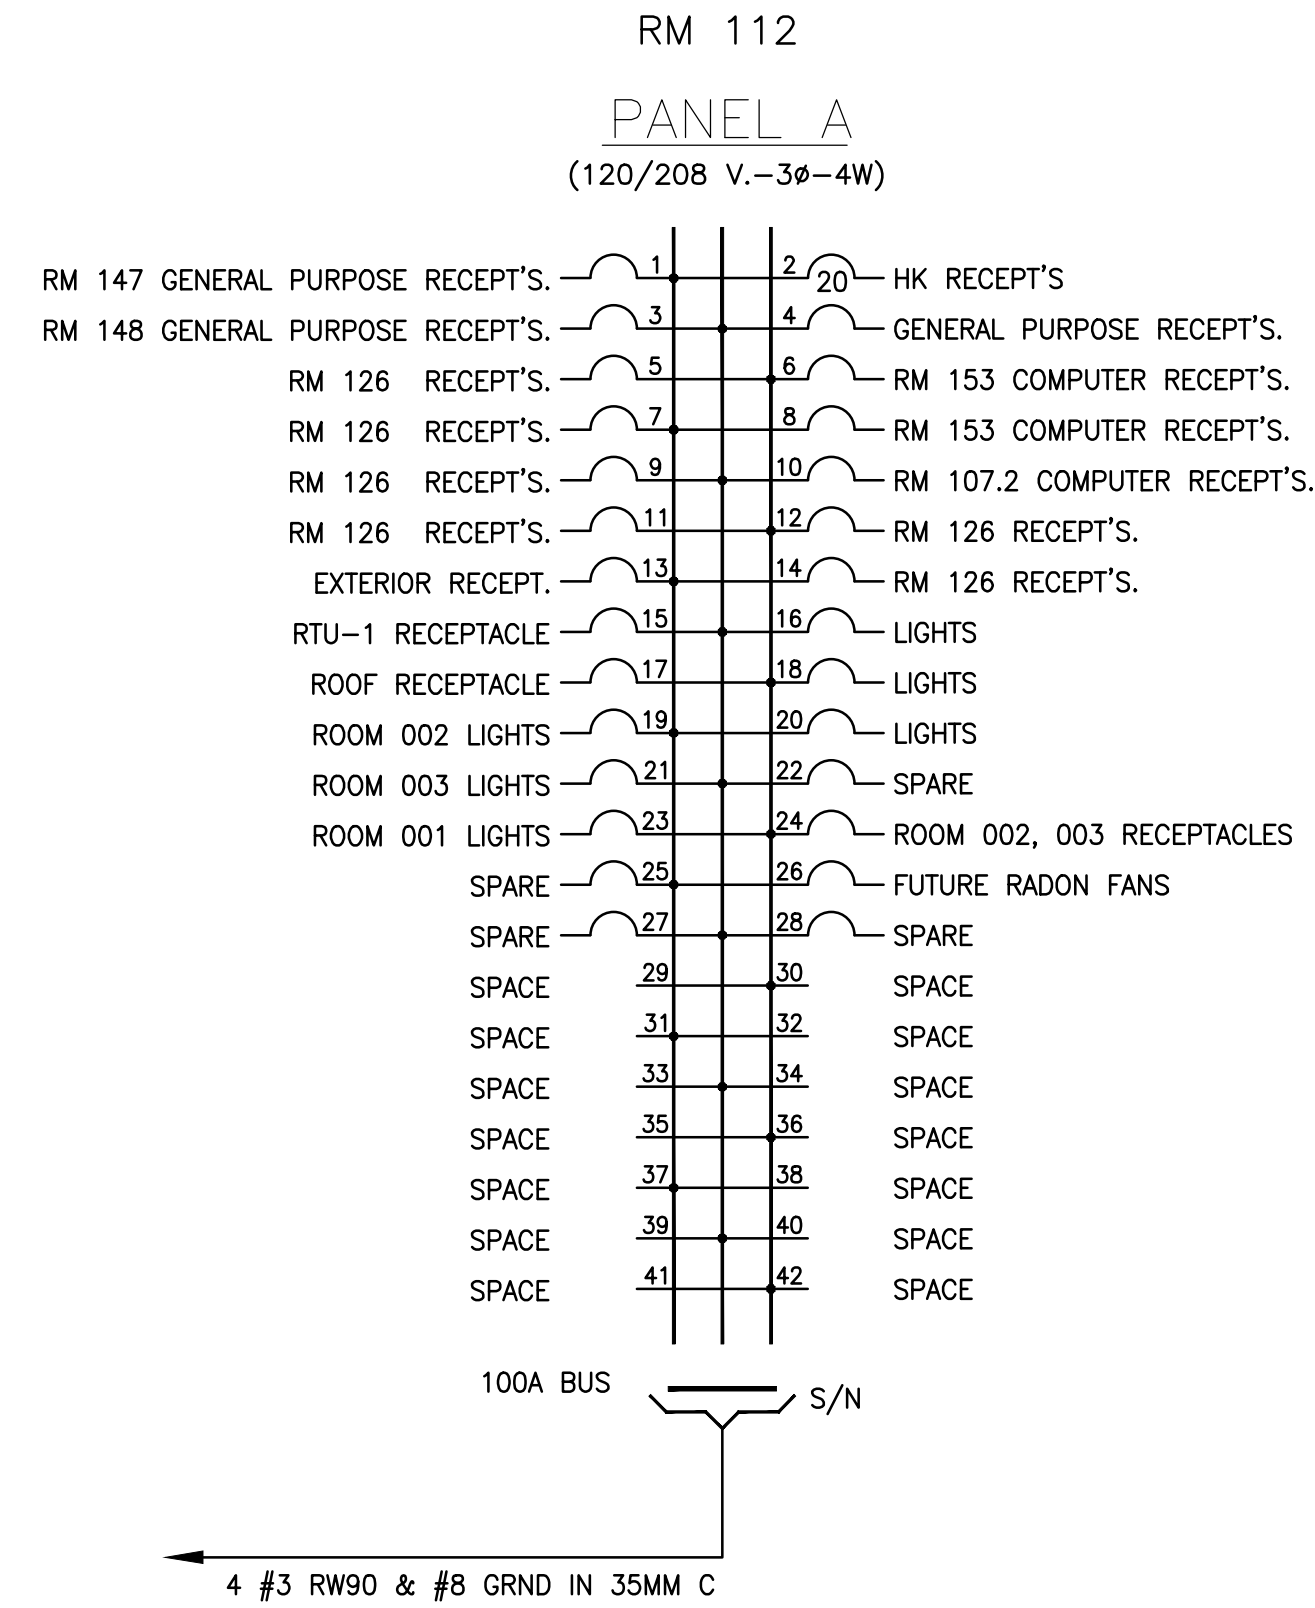 RM 112
PANEL A
(120/208 V.-3ø-4W)
RM 147 GENERAL PURPOSE RECEPT'S. 1 2 20 HK RECEPT'S
RM 148 GENERAL PURPOSE RECEPT'S. 3 4 GENERAL PURPOSE RECEPT'S.
RM 126 RECEPT'S. 5 6 RM 153 COMPUTER RECEPT'S.
RM 126 RECEPT'S. 7 8 RM 153 COMPUTER RECEPT'S.
RM 126 RECEPT'S. 9 10 RM 107.2 COMPUTER RECEPT'S.
RM 126 RECEPT'S. 11 12 RM 126 RECEPT'S.
EXTERIOR RECEPT. 13 14 RM 126 RECEPT'S.
RTU-1 RECEPTACLE 15 16 LIGHTS
ROOF RECEPTACLE 17 18 LIGHTS
ROOM 002 LIGHTS 19 20 LIGHTS
ROOM 003 LIGHTS 21 22 SPARE
ROOM 001 LIGHTS 23 24 ROOM 002, 003 RECEPTACLES
SPARE 25 26 FUTURE RADON FANS
SPARE 27 28 SPARE
SPACE 29 30 SPACE
SPACE 31 32 SPACE
SPACE 33 34 SPACE
SPACE 35 36 SPACE
SPACE 37 38 SPACE
SPACE 39 40 SPACE
SPACE 41 42 SPACE
100A BUS S/N
4 #3 RW90 & #8 GRND IN 35MM C